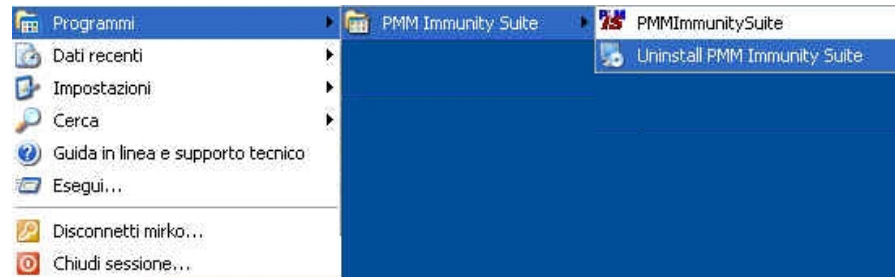 Programmi
PMM Immunity Suite
PMMImmunitySuite
Dati recenti
Uninstall PMM Immunity Suite
Impostazioni
Cerca
Guida in linea e supporto tecnico
Esegui...
Disconnetti mirko...
Chiudi sessione...